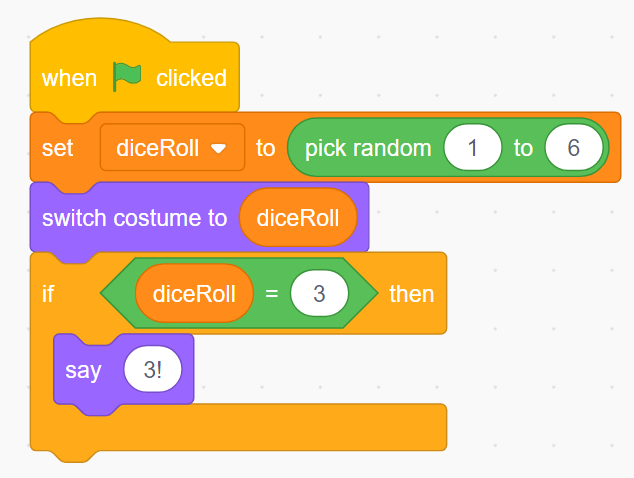 when clicked
set diceRoll to pick random 1 to 6
switch costume to diceRoll
if diceRoll = 3 then
say 3!